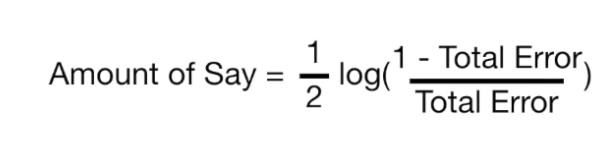 Amount of Say = 1/2 log(1 - Total Error/Total Error)